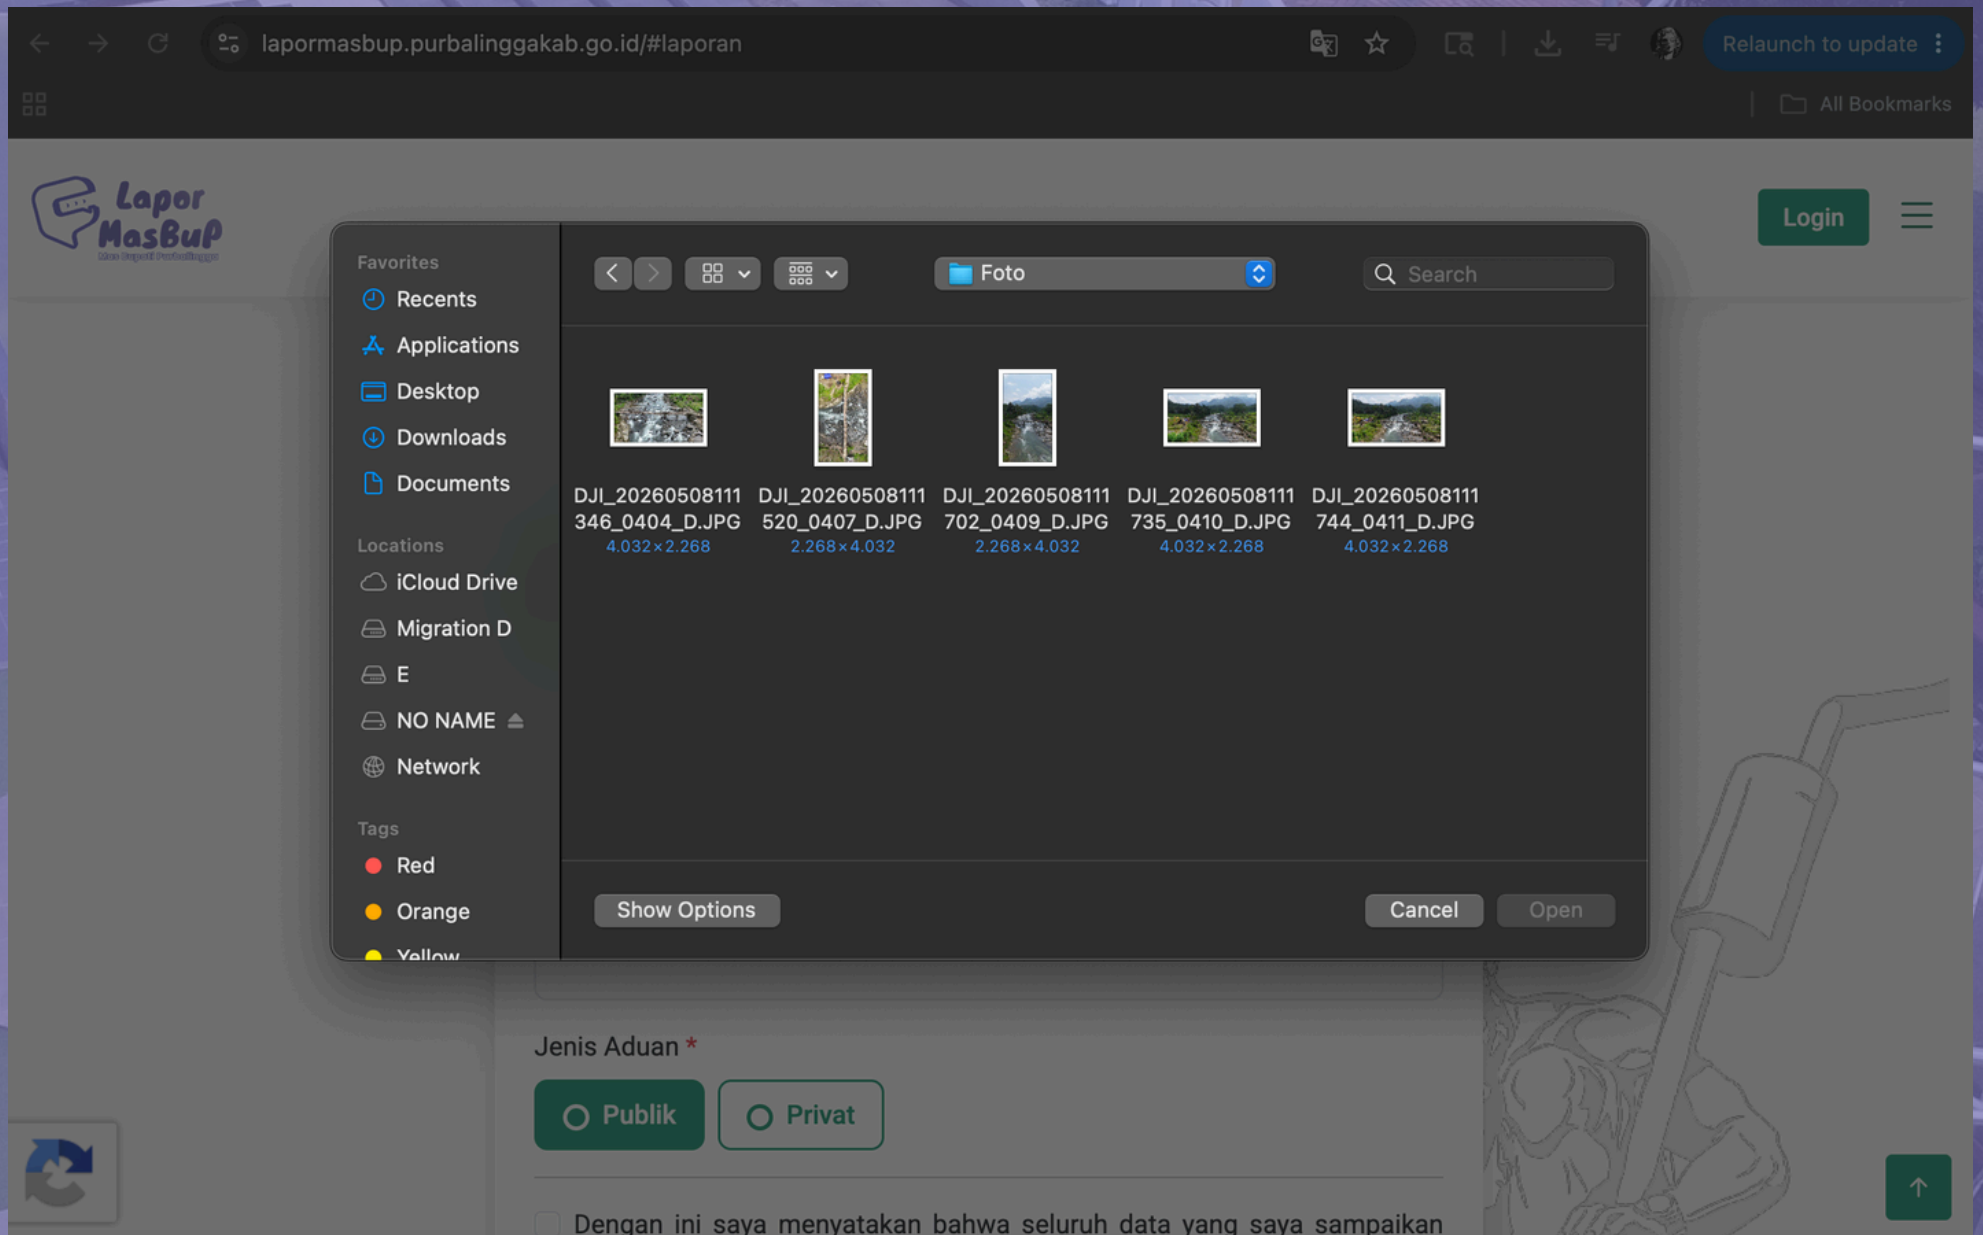 lapormasbup.purbalinggakab.go.id/#laporan
Relaunch to update
All Bookmarks
Lapor
MasBuP
Mas Bupati Purbalingga
Login
Favorites
Recents
Applications
Desktop
Downloads
Documents
Locations
iCloud Drive
Migration D
E
NO NAME
Network
Tags
Red
Orange
Yellow
Foto
Search
DJI_20260508111
346_0404_D.JPG
4.032×2.268
DJI_20260508111
520_0407_D.JPG
2.268×4.032
DJI_20260508111
702_0409_D.JPG
2.268×4.032
DJI_20260508111
735_0410_D.JPG
4.032×2.268
DJI_20260508111
744_0411_D.JPG
4.032×2.268
Show Options
Cancel
Open
Jenis Aduan *
Publik
Privat
Dengan ini saya menyatakan bahwa seluruh data yang saya sampaikan